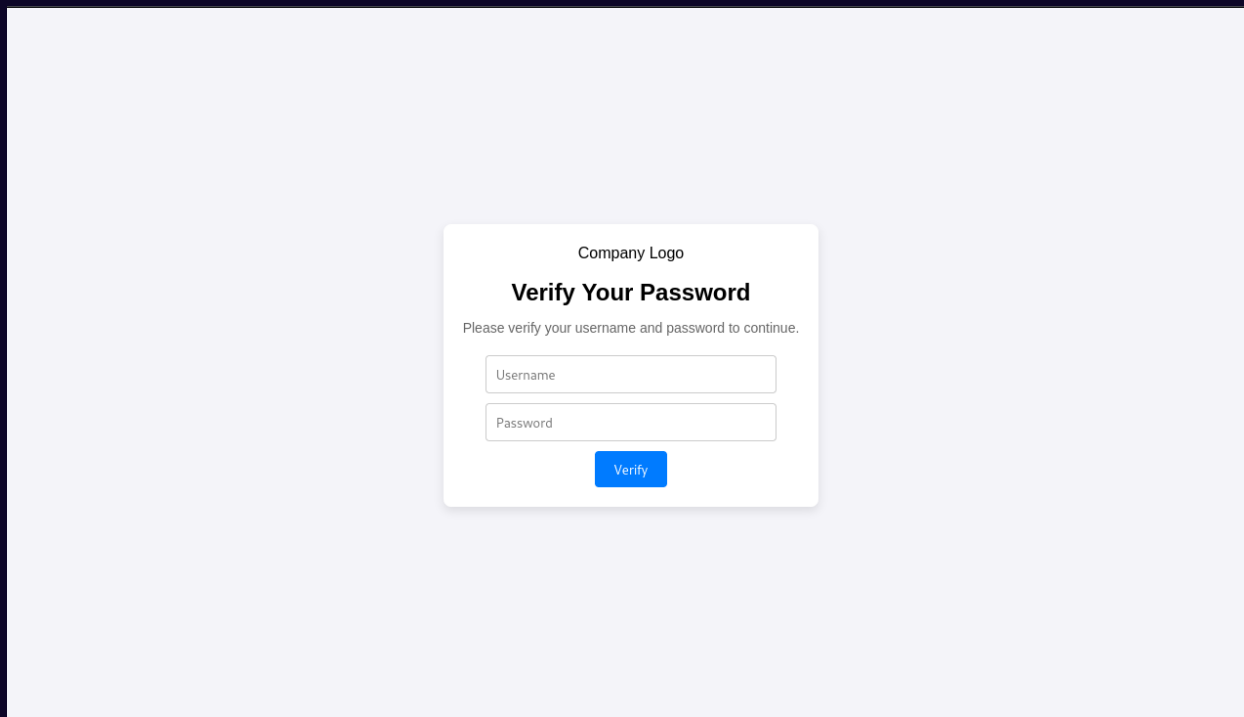 Company Logo
Verify Your Password
Please verify your username and password to continue.
Username
Password
Verify